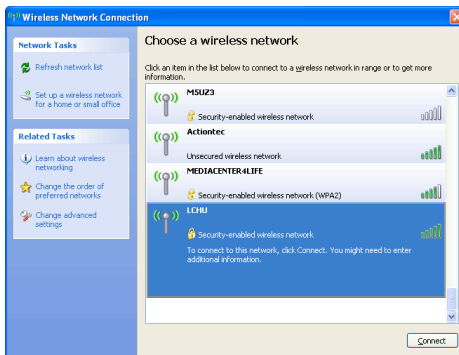 Wireless Network Connection
Network Tasks
Refresh network list
Set up a wireless network
for a home or small office
Related Tasks
Learn about wireless
networking
Change the order of
preferred networks
Change advanced
settings
Choose a wireless network
Click an item in the list below to connect to a wireless network in range or to get more
information.
M5UZ3
Security-enabled wireless network
Actiontec
Unsecured wireless network
MEDIACENTER4LIFE
Security-enabled wireless network (WPA2)
LCHU
Security-enabled wireless network
To connect to this network, click Connect. You might need to enter
additional information.
Connect